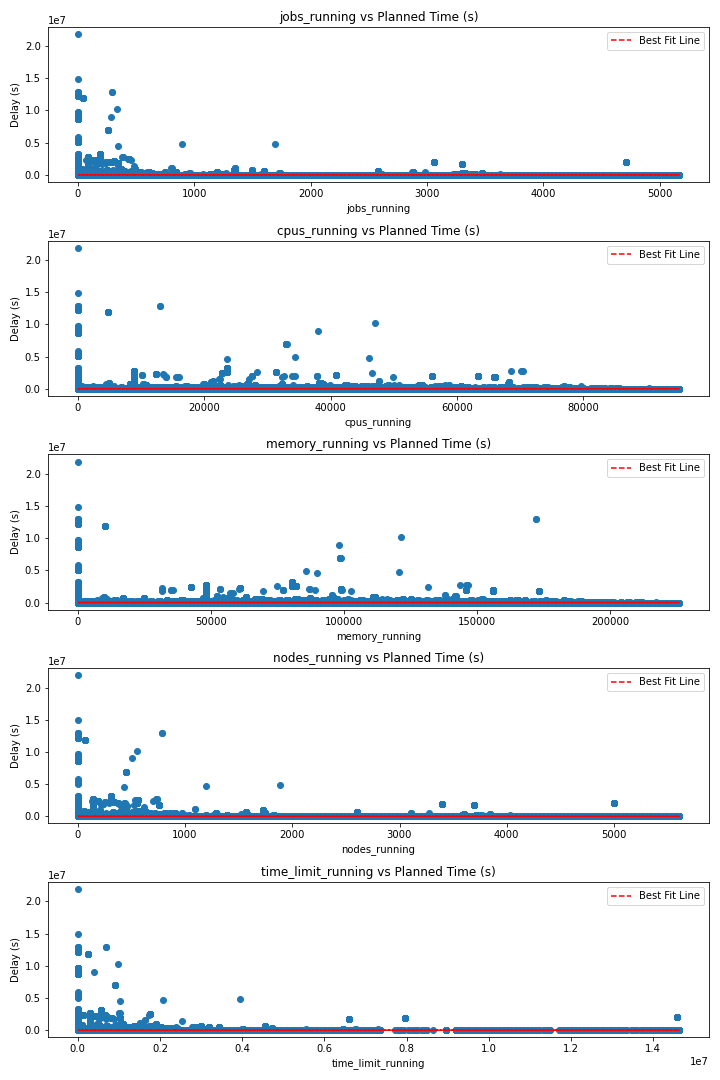 jobs_running vs Planned Time (s)
1e7
Best Fit Line
2.0
1.5
1.0
0.5
0.0
Delay (s)
0 1000 2000 3000 4000 5000
jobs_running
cpus_running vs Planned Time (s)
1e7
Best Fit Line
2.0
1.5
1.0
0.5
0.0
Delay (s)
0 20000 40000 60000 80000
cpus_running
memory_running vs Planned Time (s)
1e7
Best Fit Line
2.0
1.5
1.0
0.5
0.0
Delay (s)
0 50000 100000 150000 200000
memory_running
nodes_running vs Planned Time (s)
1e7
Best Fit Line
2.0
1.5
1.0
0.5
0.0
Delay (s)
0 1000 2000 3000 4000 5000
nodes_running
time_limit_running vs Planned Time (s)
1e7
Best Fit Line
2.0
1.5
1.0
0.5
0.0
Delay (s)
0.0 0.2 0.4 0.6 0.8 1.0 1.2 1.4
1e7
time_limit_running